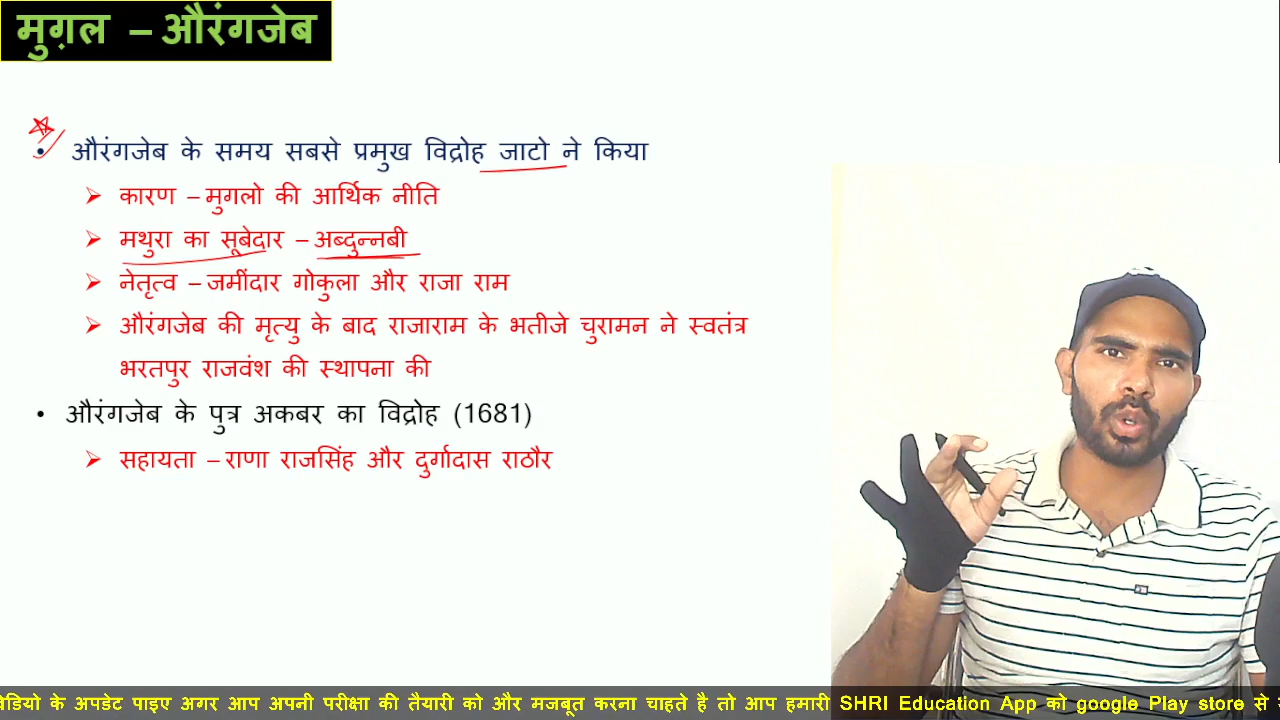 मुग़ल – औरंगजेब
• औरंगजेब के समय सबसे प्रमुख विद्रोह जाटो ने किया
➢ कारण – मुगलो की आर्थिक नीति
➢ मथुरा का सूबेदार – अब्दुन्नबी
➢ नेतृत्व – जमींदार गोकुला और राजा राम
➢ औरंगजेब की मृत्यु के बाद राजाराम के भतीजे चुरामन ने स्वतंत्र
भरतपुर राजवंश की स्थापना की
• औरंगजेब के पुत्र अकबर का विद्रोह (1681)
➢ सहायता – राणा राजसिंह और दुर्गादास राठौर
के अपडेट पाइए अगर आप अपनी परीक्षा की तैयारी को और मजबूत करना चाहते है तो आप हमारी SHRI Education App को google Play store से